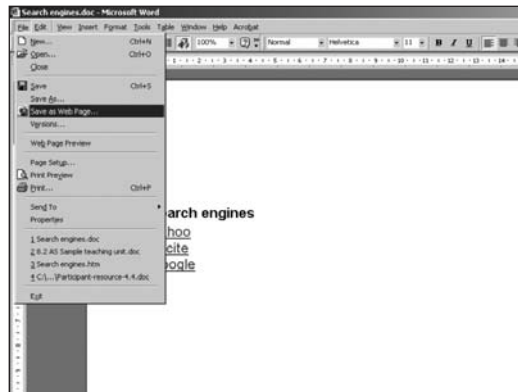 Search engines.doc - Microsoft Word
File Edit View Insert Format Tools Table Window Help Acrobat
New... Ctrl+N
100% Normal Helvetica 11 B I U
Open... Ctrl+O
Close
Save Ctrl+S
Save As...
Save as Web Page...
Versions...
Web Page Preview
Page Setup...
Print Preview
Print... Ctrl+P
Send To
Properties
1 Search engines.doc
2 8.2 AS Sample teaching unit.doc
3 Search engines.htm
4 C:\...\Participant-resource-4.4.doc
Exit
earch engines
hoo
cite
oogle